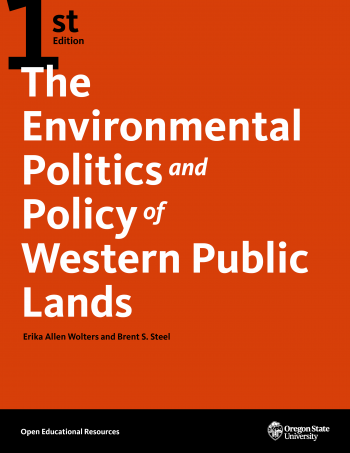 1st
Edition
The
Environmental
Politics and
Policy of
Western Public
Lands
Erika Allen Wolters and Brent S. Steel
Open Educational Resources
Oregon State
University